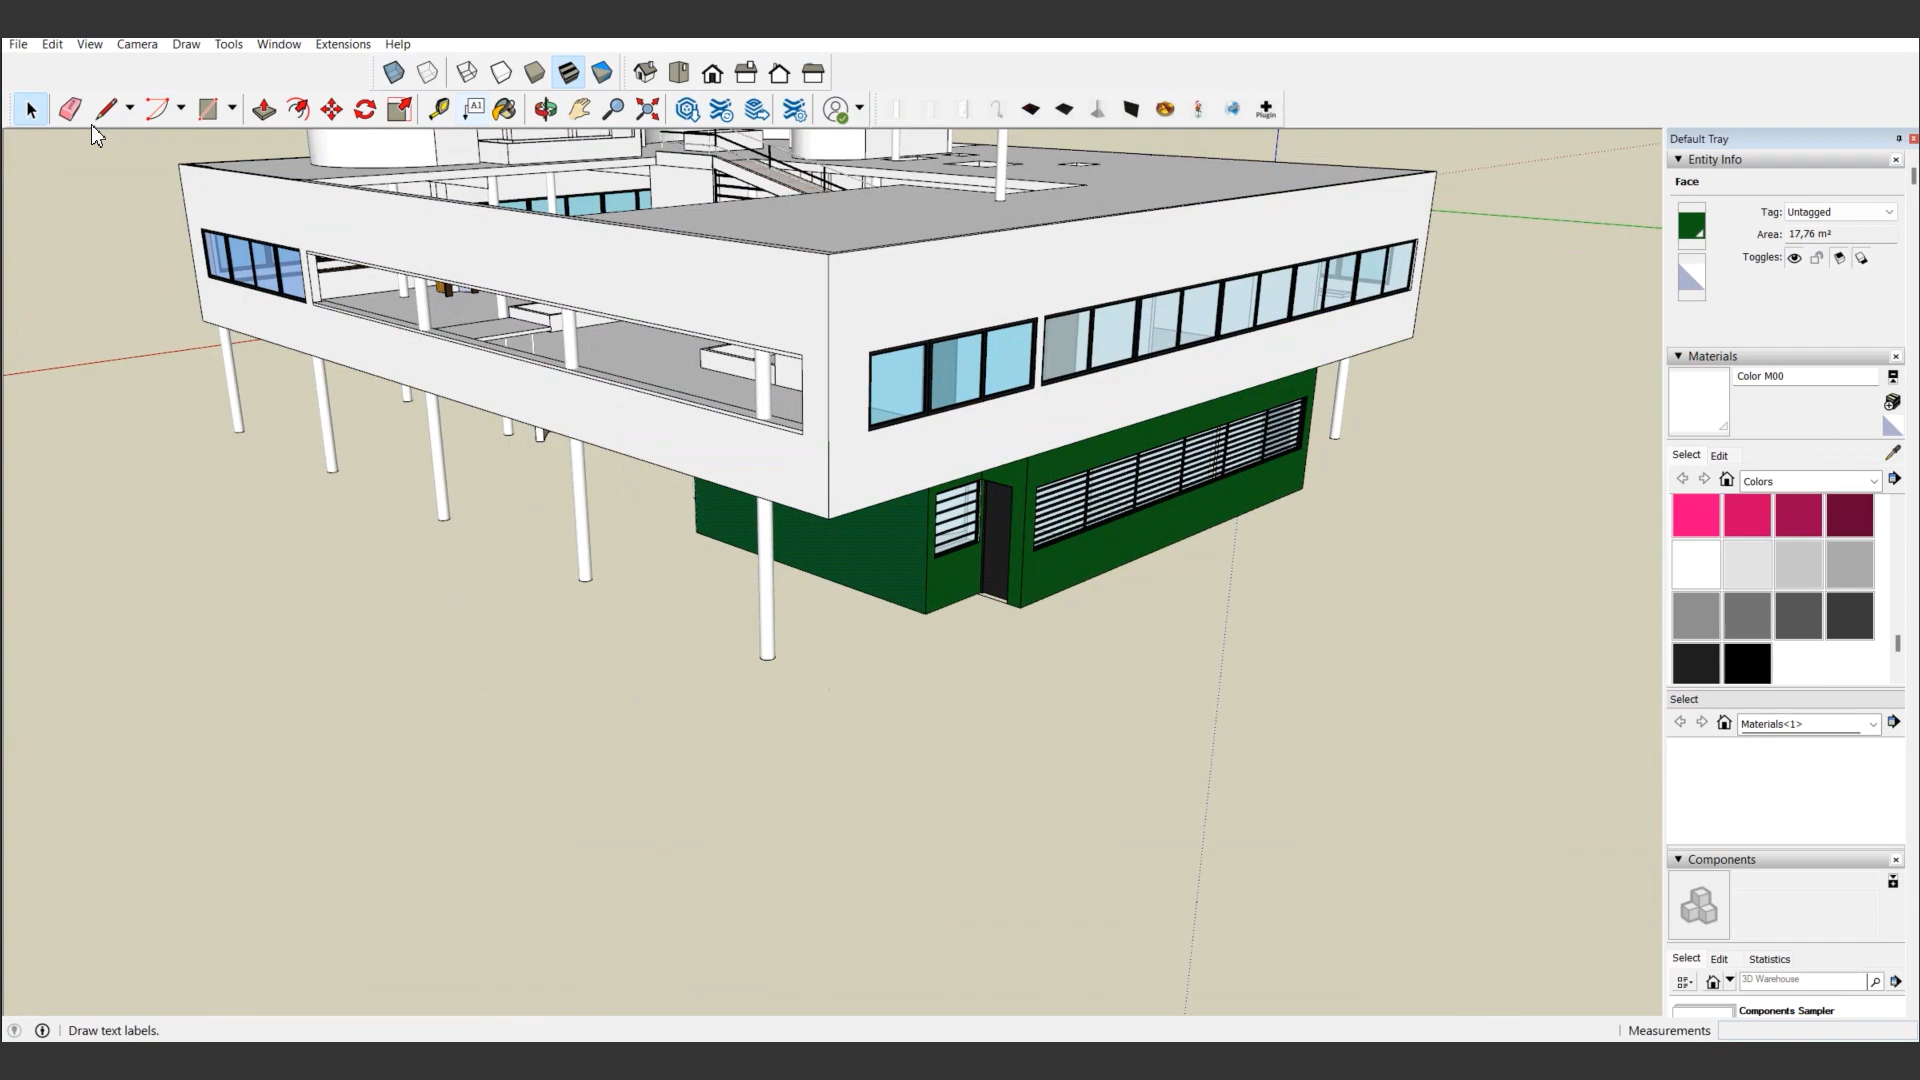 File Edit View Camera Draw Tools Window Extensions Help
A1
Plugin
Default Tray
Entity Info
Face
Tag: Untagged
Area: 17,76 m²
Toggles:
Materials
Color M00
Select Edit
Colors
Select
Materials<1>
Components
Select Edit Statistics
3D Warehouse
Components Sampler
Draw text labels.
Measurements